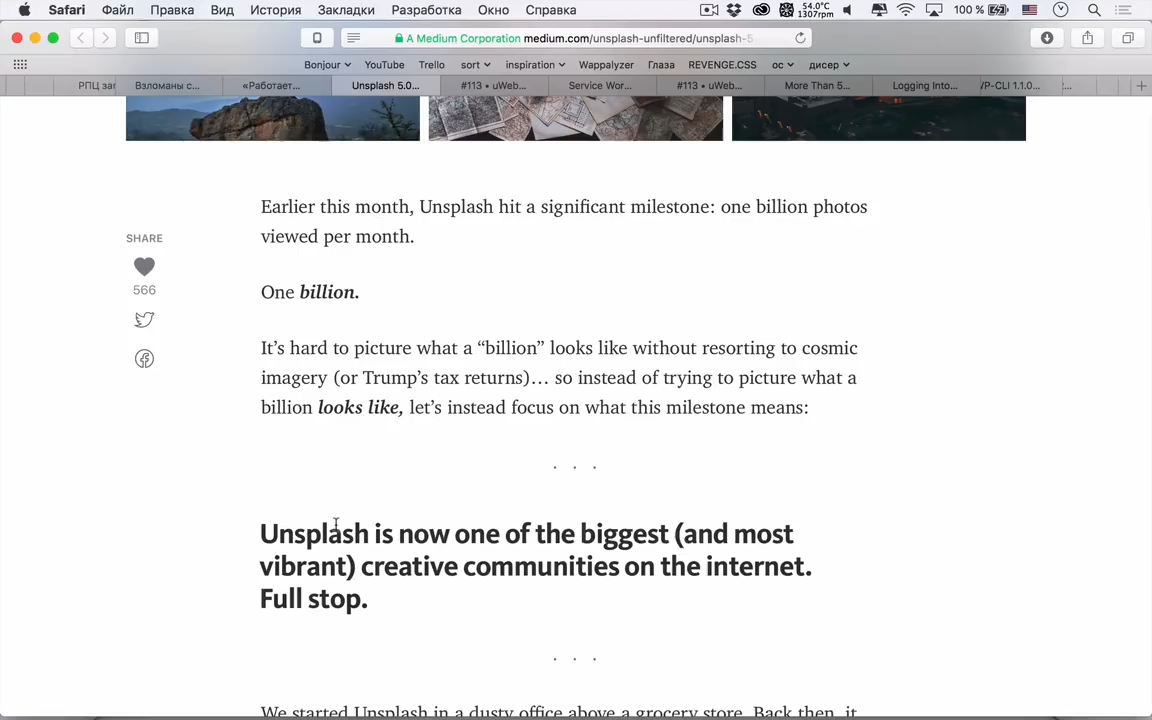 Safari Файл Правка Вид История Закладки Разработка Окно Справка 54.0°C 1307rpm 100 %
A Medium Corporation medium.com/unsplash-unfiltered/unsplash-5
Bonjour YouTube Trello sort inspiration Wappalyzer Глаза REVENGE.CSS ос дисер
РПЦ заг Взломаны с... «Работает... Unsplash 5.0... #113 • uWeb... Service Wor... #113 • uWeb... More Than 5... Logging Into... /P-CLI 1.1.0...
Earlier this month, Unsplash hit a significant milestone: one billion photos
viewed per month.
SHARE
566
One billion.
It’s hard to picture what a “billion” looks like without resorting to cosmic
imagery (or Trump’s tax returns)… so instead of trying to picture what a
billion looks like, let’s instead focus on what this milestone means:
. . .
Unsplash is now one of the biggest (and most
vibrant) creative communities on the internet.
Full stop.
. . .
We started Unsplash in a dusty office above a grocery store. Back then, it